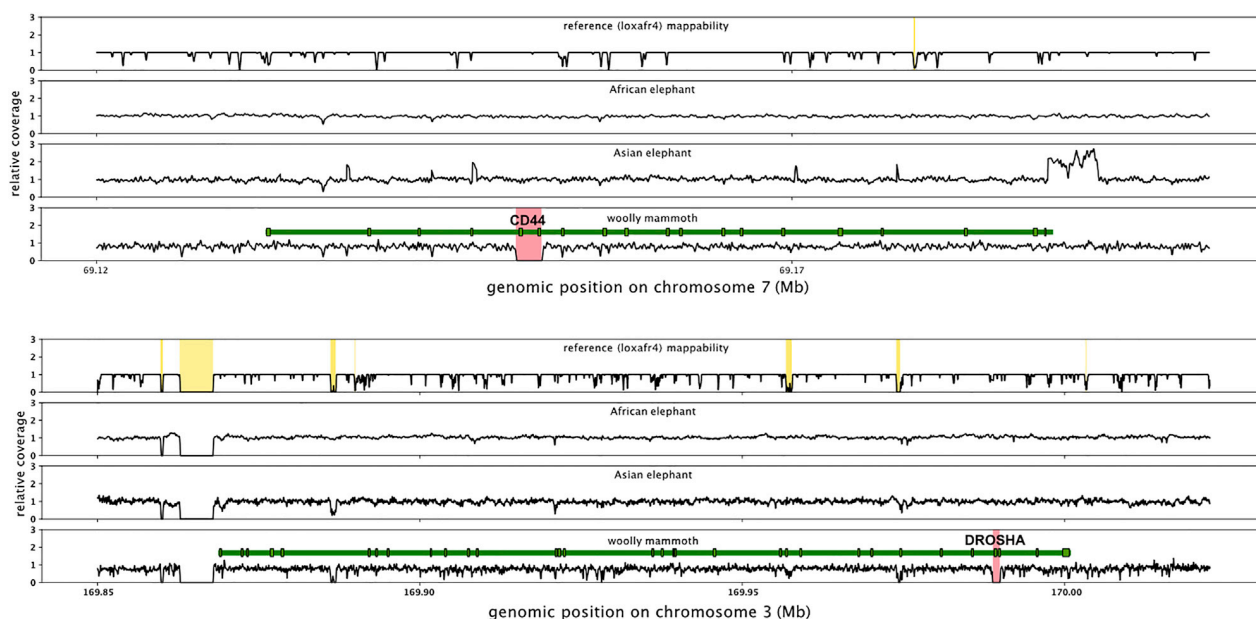 reference (loxafr4) mappability
3
2
1
0
African elephant
3
2
1
0
relative coverage
Asian elephant
3
2
1
0
woolly mammoth
CD44
3
2
1
0
69.12
69.17
genomic position on chromosome 7 (Mb)
reference (loxafr4) mappability
3
2
1
0
African elephant
3
2
1
0
relative coverage
Asian elephant
3
2
1
0
woolly mammoth
DROSHA
3
2
1
0
169.85
169.90
169.95
170.00
genomic position on chromosome 3 (Mb)